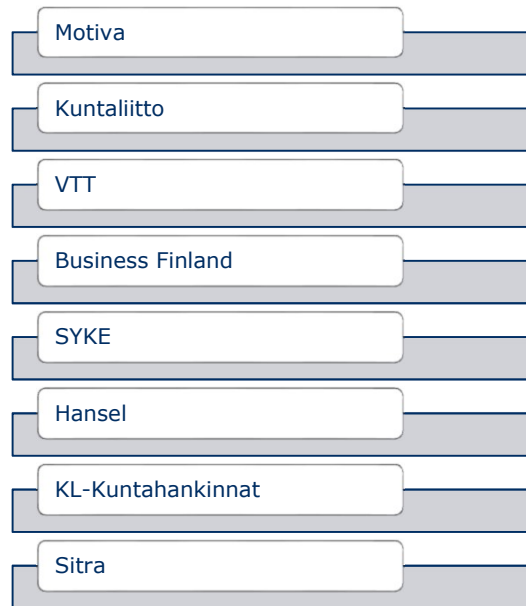 Motiva
Kuntaliitto
VTT
Business Finland
SYKE
Hansel
KL-Kuntahankinnat
Sitra